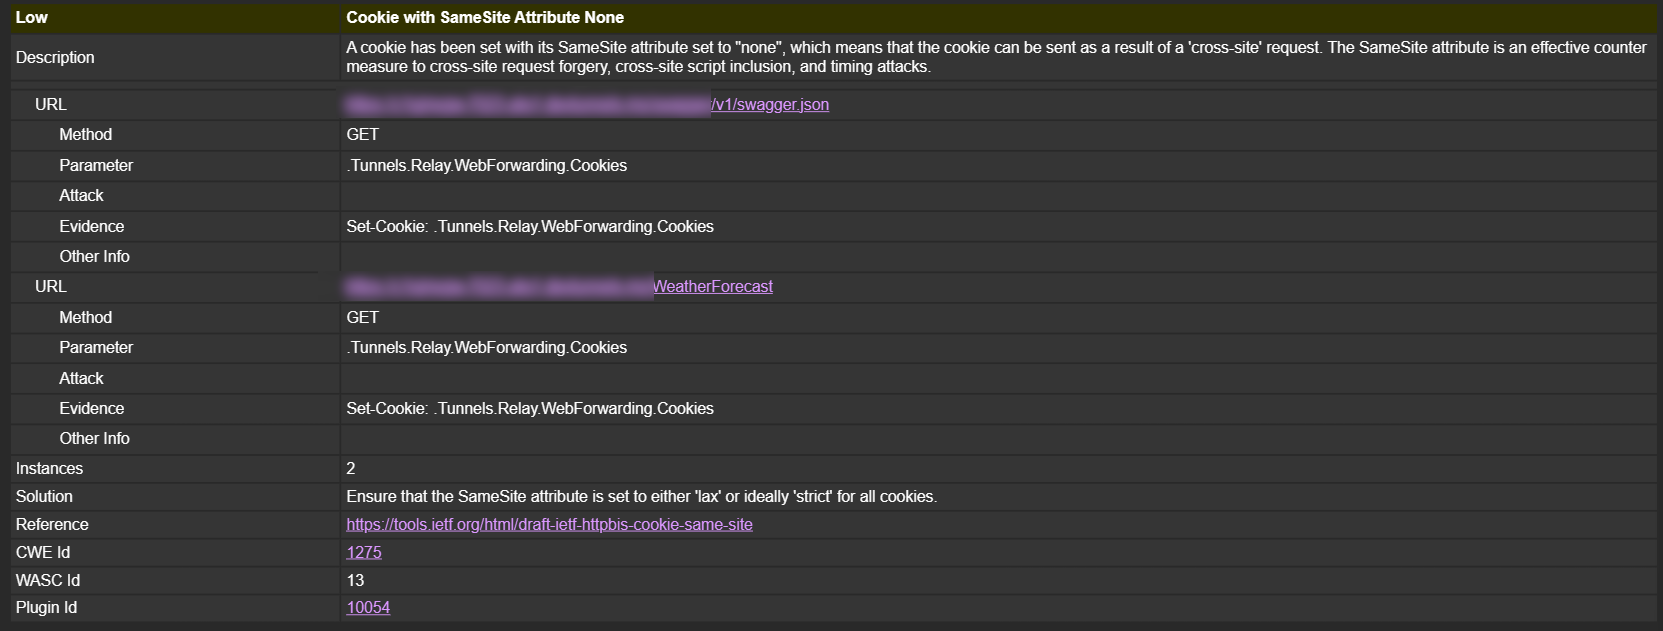 Low Cookie with SameSite Attribute None
Description A cookie has been set with its SameSite attribute set to "none", which means that the cookie can be sent as a result of a 'cross-site' request. The SameSite attribute is an effective counter
measure to cross-site request forgery, cross-site script inclusion, and timing attacks.
URL /v1/swagger.json
Method GET
Parameter .Tunnels.Relay.WebForwarding.Cookies
Attack
Evidence Set-Cookie: .Tunnels.Relay.WebForwarding.Cookies
Other Info
URL WeatherForecast
Method GET
Parameter .Tunnels.Relay.WebForwarding.Cookies
Attack
Evidence Set-Cookie: .Tunnels.Relay.WebForwarding.Cookies
Other Info
Instances 2
Solution Ensure that the SameSite attribute is set to either 'lax' or ideally 'strict' for all cookies.
Reference https://tools.ietf.org/html/draft-ietf-httpbis-cookie-same-site
CWE Id 1275
WASC Id 13
Plugin Id 10054